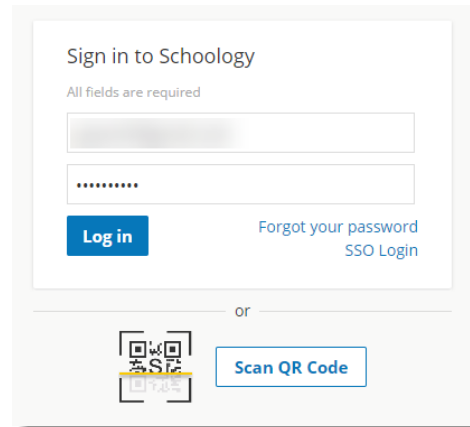 Sign in to Schoology
All fields are required
••••••••••
Log in
Forgot your password
SSO Login
or
S
Scan QR Code